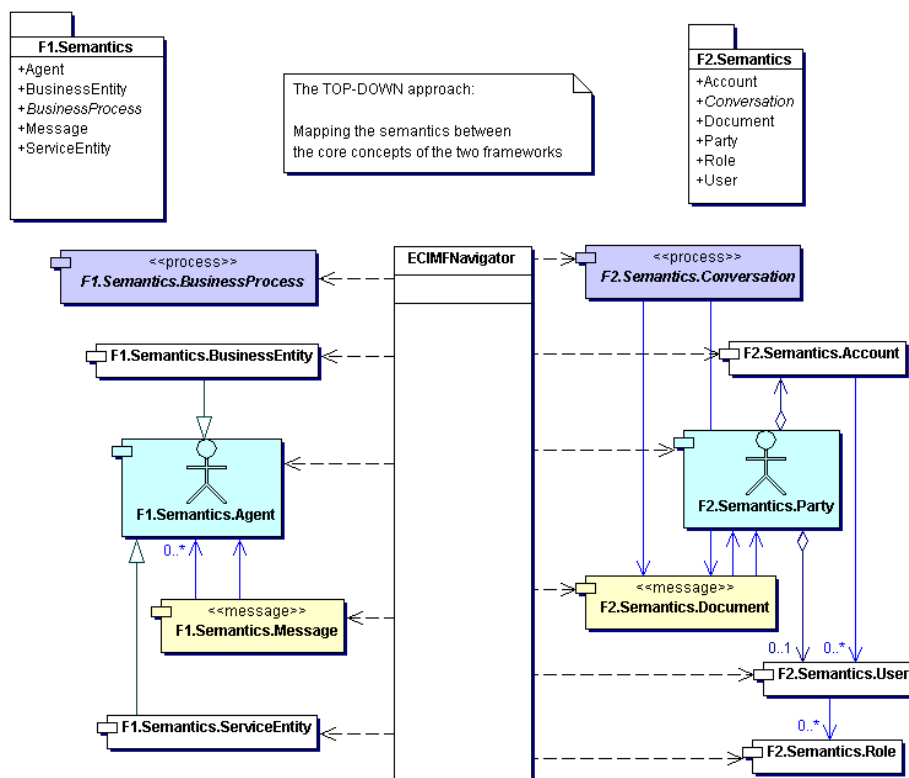 F1.Semantics
+Agent
+BusinessEntity
+BusinessProcess
+Message
+ServiceEntity
The TOP-DOWN approach:
Mapping the semantics between
the core concepts of the two frameworks
F2.Semantics
+Account
+Conversation
+Document
+Party
+Role
+User
<<process>>
F1.Semantics.BusinessProcess
ECIMFNavigator
<<process>>
F2.Semantics.Conversation
F1.Semantics.BusinessEntity
F2.Semantics.Account
F1.Semantics.Agent
F2.Semantics.Party
0..*
<<message>>
F1.Semantics.Message
<<message>>
F2.Semantics.Document
0..1
0..*
F2.Semantics.User
F1.Semantics.ServiceEntity
0..*
F2.Semantics.Role